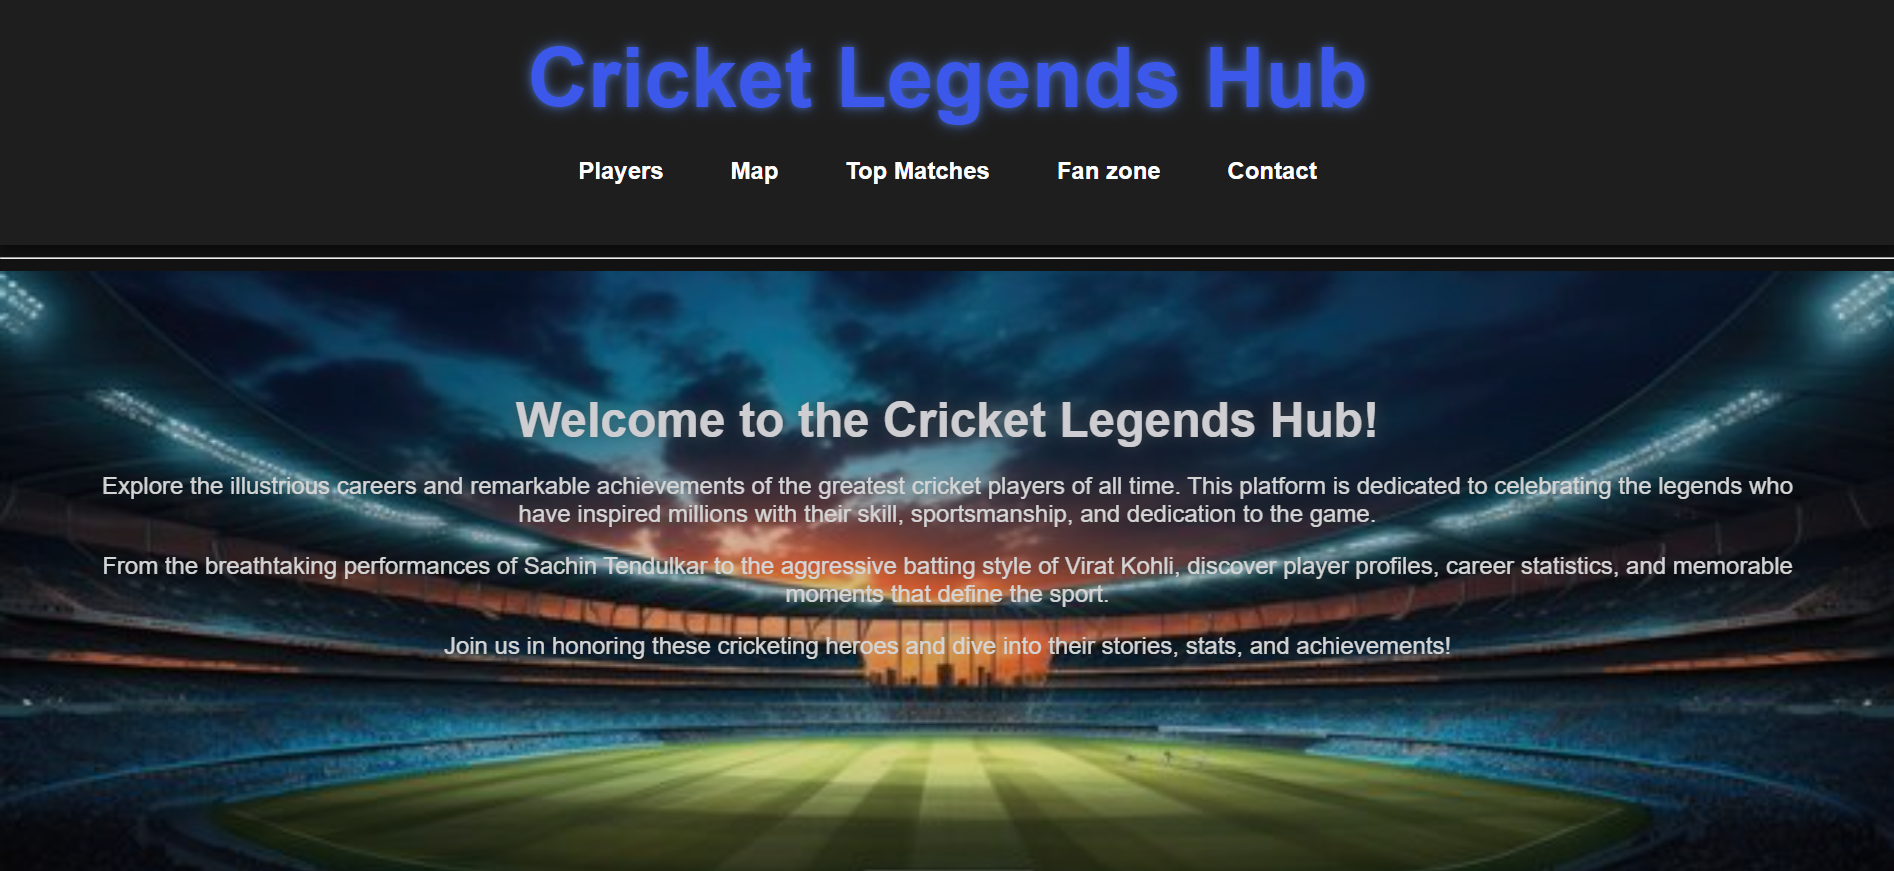 Cricket Legends Hub
Players Map Top Matches Fan zone Contact
Welcome to the Cricket Legends Hub!
Explore the illustrious careers and remarkable achievements of the greatest cricket players of all time. This platform is dedicated to celebrating the legends who
have inspired millions with their skill, sportsmanship, and dedication to the game.
From the breathtaking performances of Sachin Tendulkar to the aggressive batting style of Virat Kohli, discover player profiles, career statistics, and memorable
moments that define the sport.
Join us in honoring these cricketing heroes and dive into their stories, stats, and achievements!